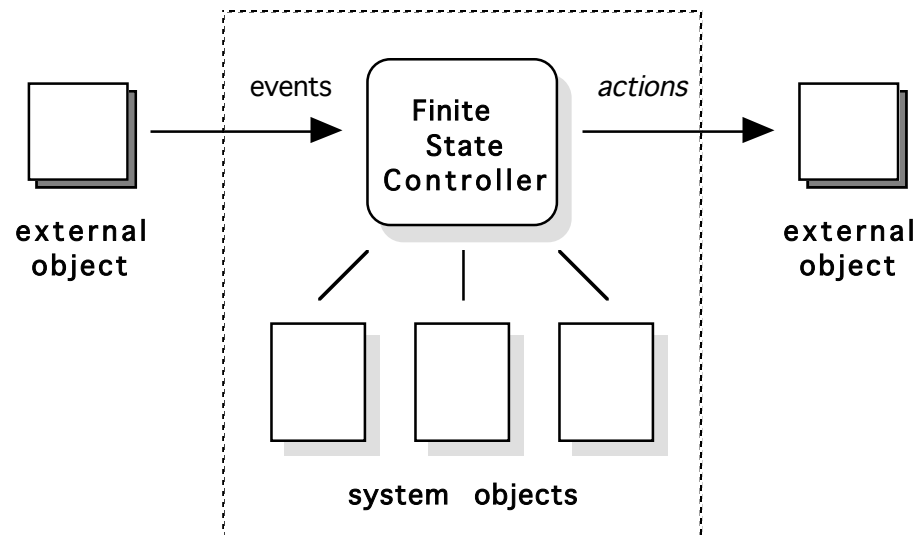 events
actions
Finite
State
Controller
external
object
external
object
system objects